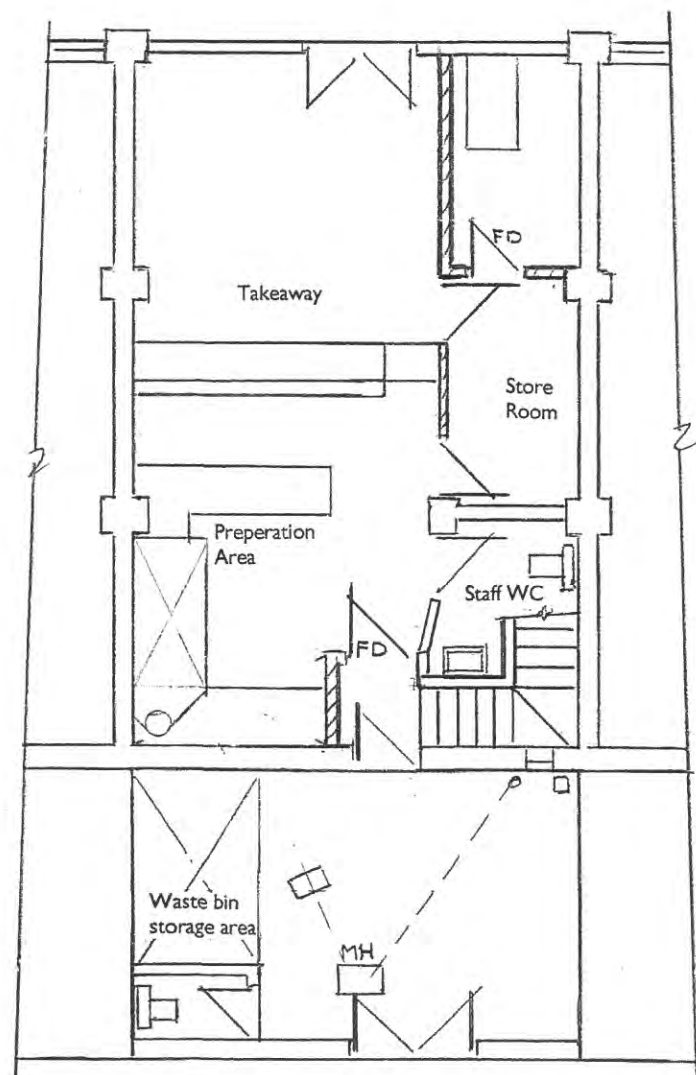 FD
Takeaway
Store
Room
Preperation
Area
Staff WC
FD
Waste bin
storage area
MH